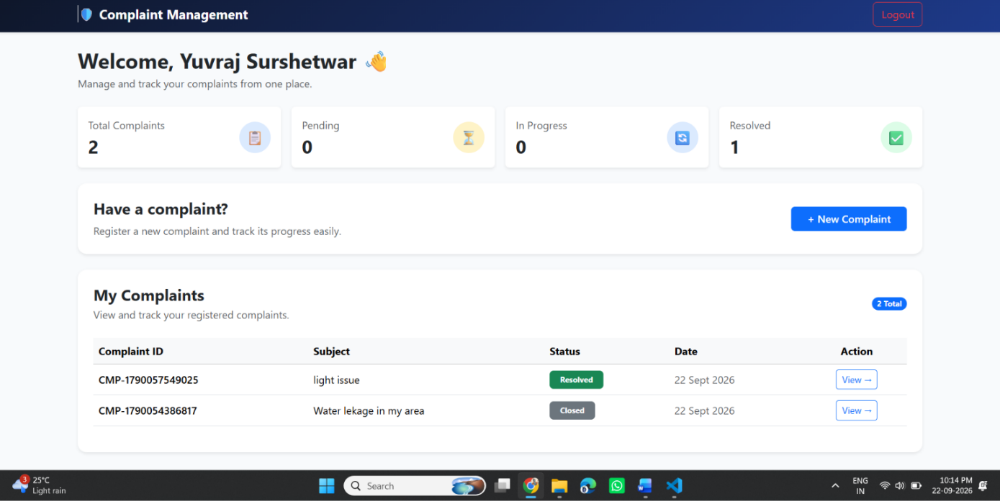 Complaint Management
Logout
Welcome, Yuvraj Surshetwar 👋
Manage and track your complaints from one place.
Total Complaints
2
Pending
0
In Progress
0
Resolved
1
Have a complaint?
Register a new complaint and track its progress easily.
+ New Complaint
My Complaints
View and track your registered complaints.
2 Total
Complaint ID Subject Status Date Action
CMP-1790057549025 light issue Resolved 22 Sept 2026 View →
CMP-1790054386817 Water lekage in my area Closed 22 Sept 2026 View →
3
25°C
Light rain
Search
ENG
IN
10:14 PM
22-09-2026